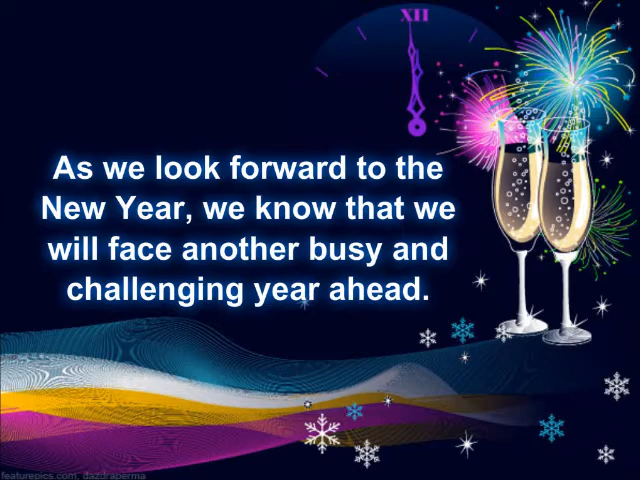 XII
As we look forward to the
New Year, we know that we
will face another busy and
challenging year ahead.
featurepics.com, dazdraperma